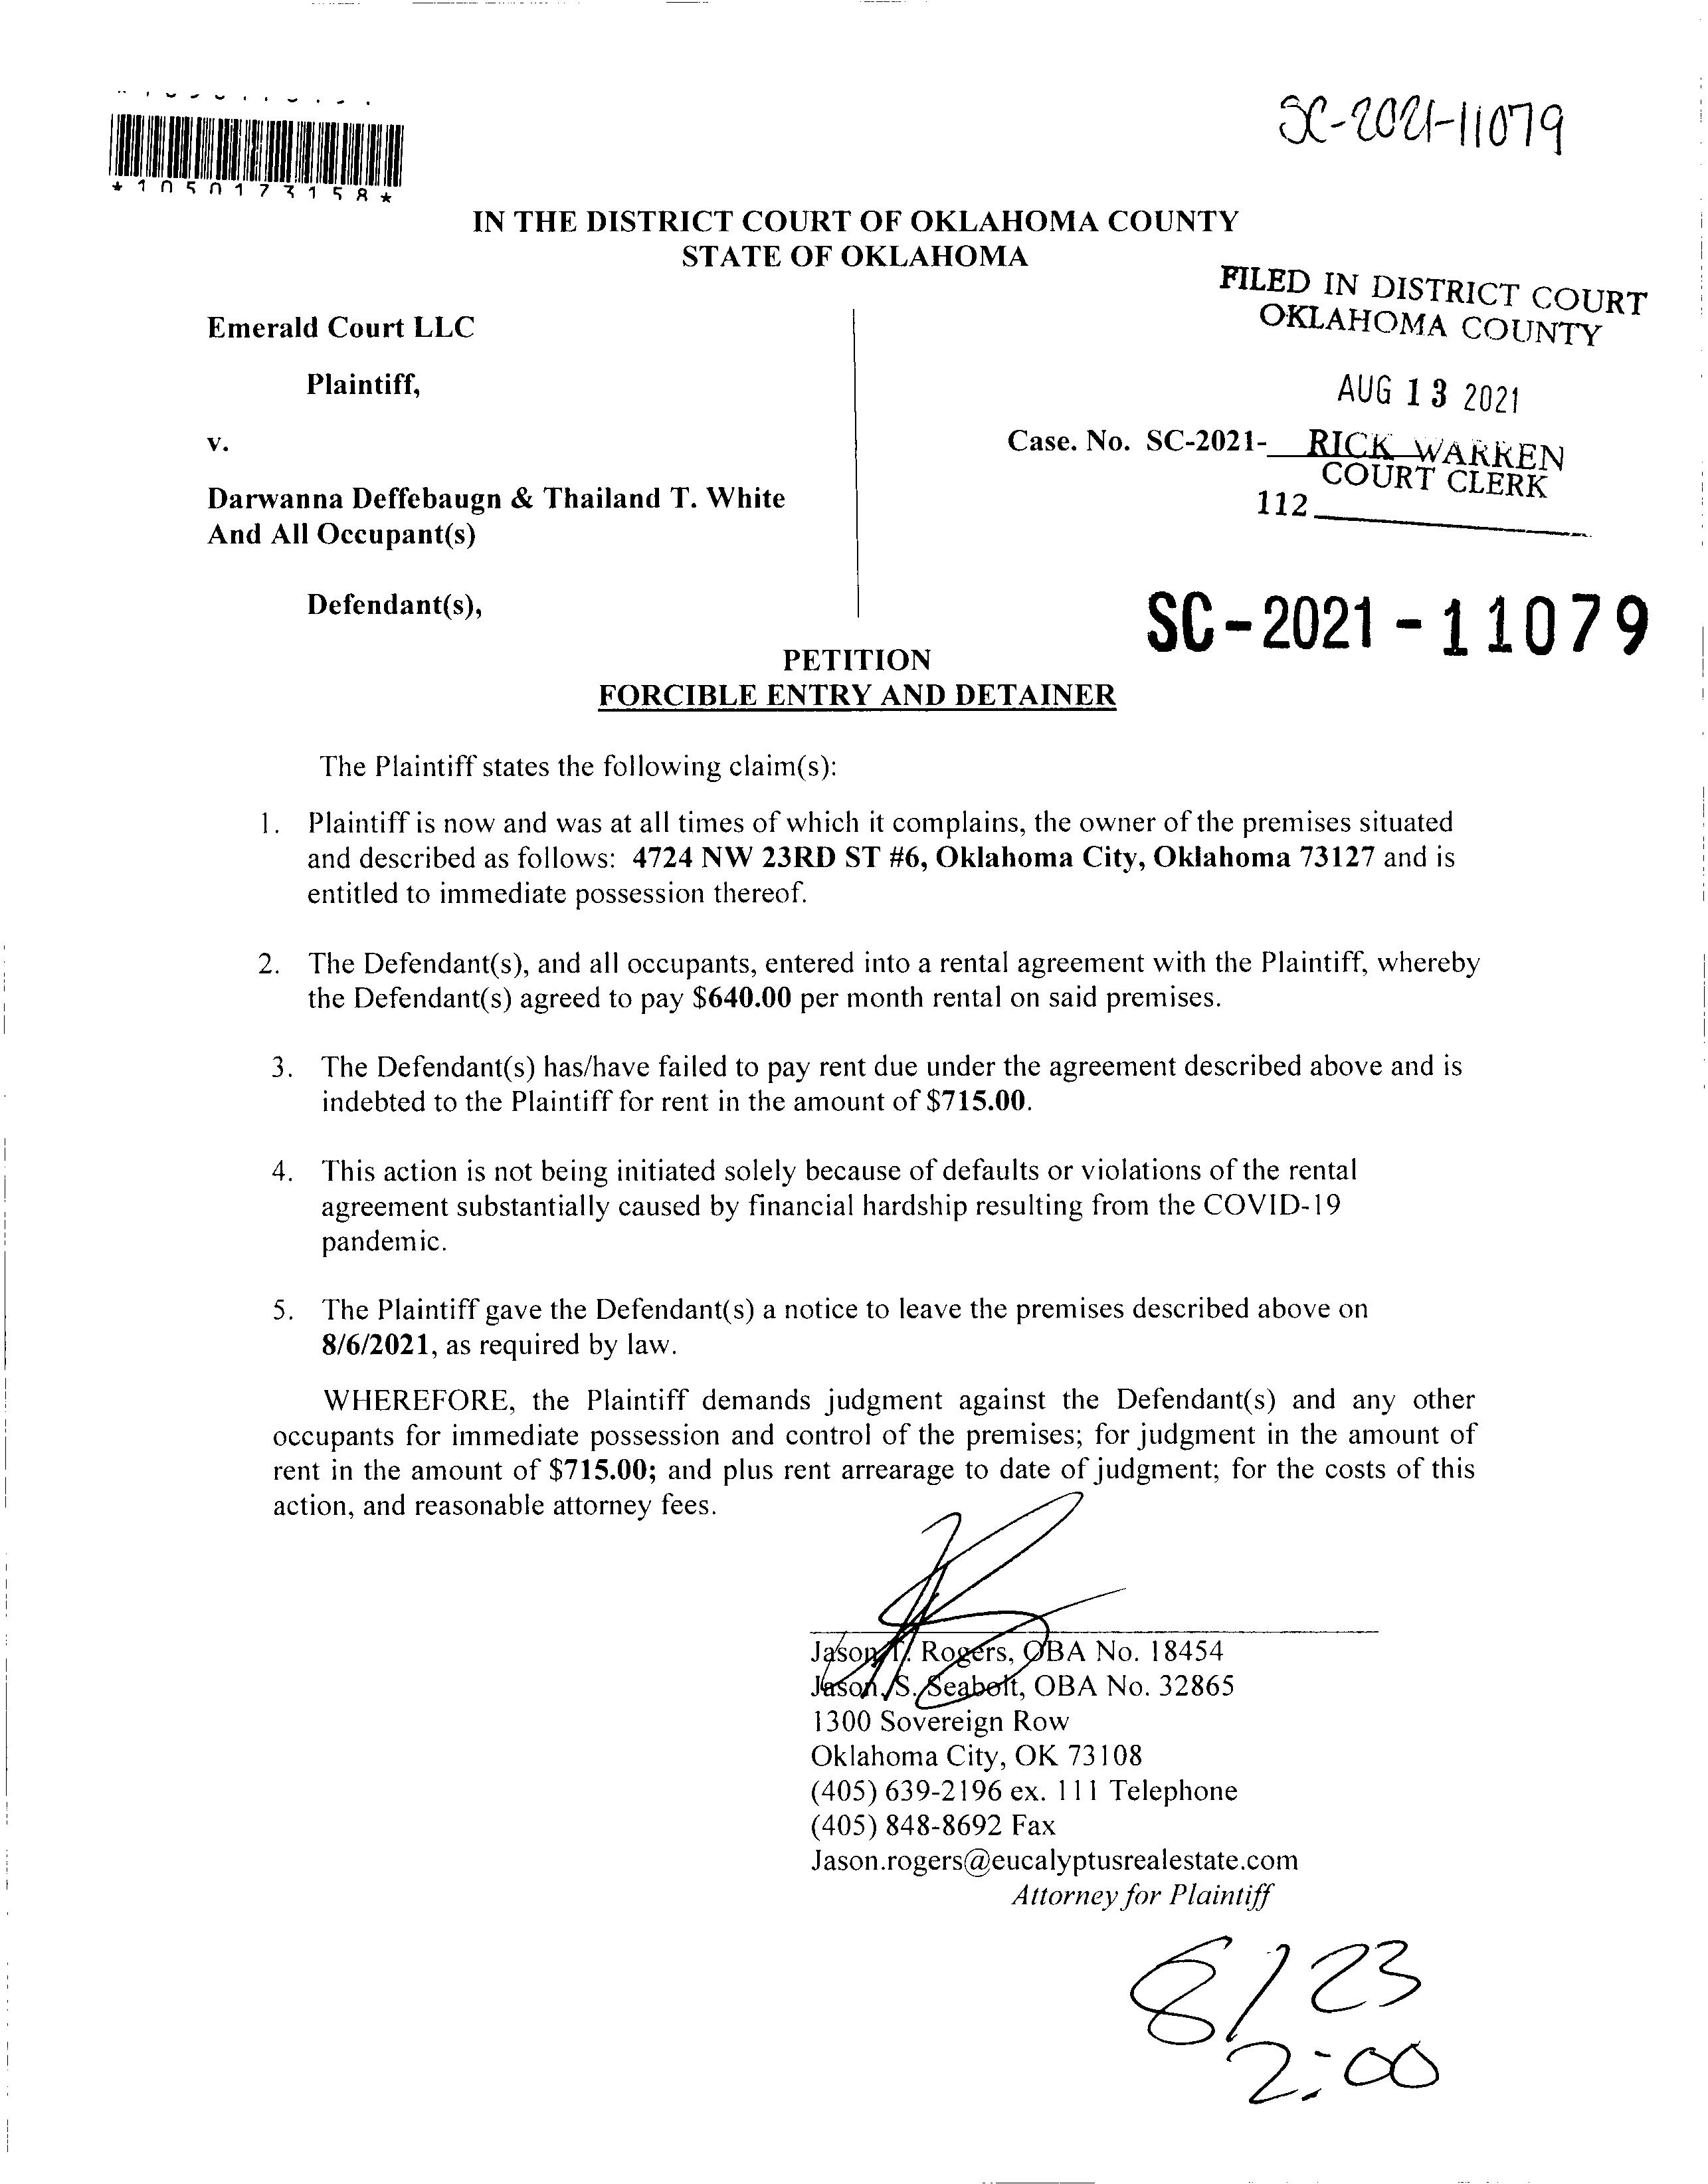 SC-2021-11079
*1050173158*
IN THE DISTRICT COURT OF OKLAHOMA COUNTY
STATE OF OKLAHOMA
FILED IN DISTRICT COURT
OKLAHOMA COUNTY
Emerald Court LLC
Plaintiff,
AUG 13 2021
v.
Case. No. SC-2021-
RICK WARREN
COURT CLERK
112
Darwanna Deffebaugn & Thailand T. White
And All Occupant(s)
Defendant(s),
SC-2021-11079
PETITION
FORCIBLE ENTRY AND DETAINER
The Plaintiff states the following claim(s):
1. Plaintiff is now and was at all times of which it complains, the owner of the premises situated
and described as follows: 4724 NW 23RD ST #6, Oklahoma City, Oklahoma 73127 and is
entitled to immediate possession thereof.
2. The Defendant(s), and all occupants, entered into a rental agreement with the Plaintiff, whereby
the Defendant(s) agreed to pay $640.00 per month rental on said premises.
3. The Defendant(s) has/have failed to pay rent due under the agreement described above and is
indebted to the Plaintiff for rent in the amount of $715.00.
4. This action is not being initiated solely because of defaults or violations of the rental
agreement substantially caused by financial hardship resulting from the COVID-19
pandemic.
5. The Plaintiff gave the Defendant(s) a notice to leave the premises described above on
8/6/2021, as required by law.
WHEREFORE, the Plaintiff demands judgment against the Defendant(s) and any other
occupants for immediate possession and control of the premises; for judgment in the amount of
rent in the amount of $715.00; and plus rent arrearage to date of judgment; for the costs of this
action, and reasonable attorney fees.
Jason T. Rogers, OBA No. 18454
Jason S. Seabolt, OBA No. 32865
1300 Sovereign Row
Oklahoma City, OK 73108
(405) 639-2196 ex. 111 Telephone
(405) 848-8692 Fax
Jason.rogers@eucalyptusrealestate.com
Attorney for Plaintiff
8/23
2:00